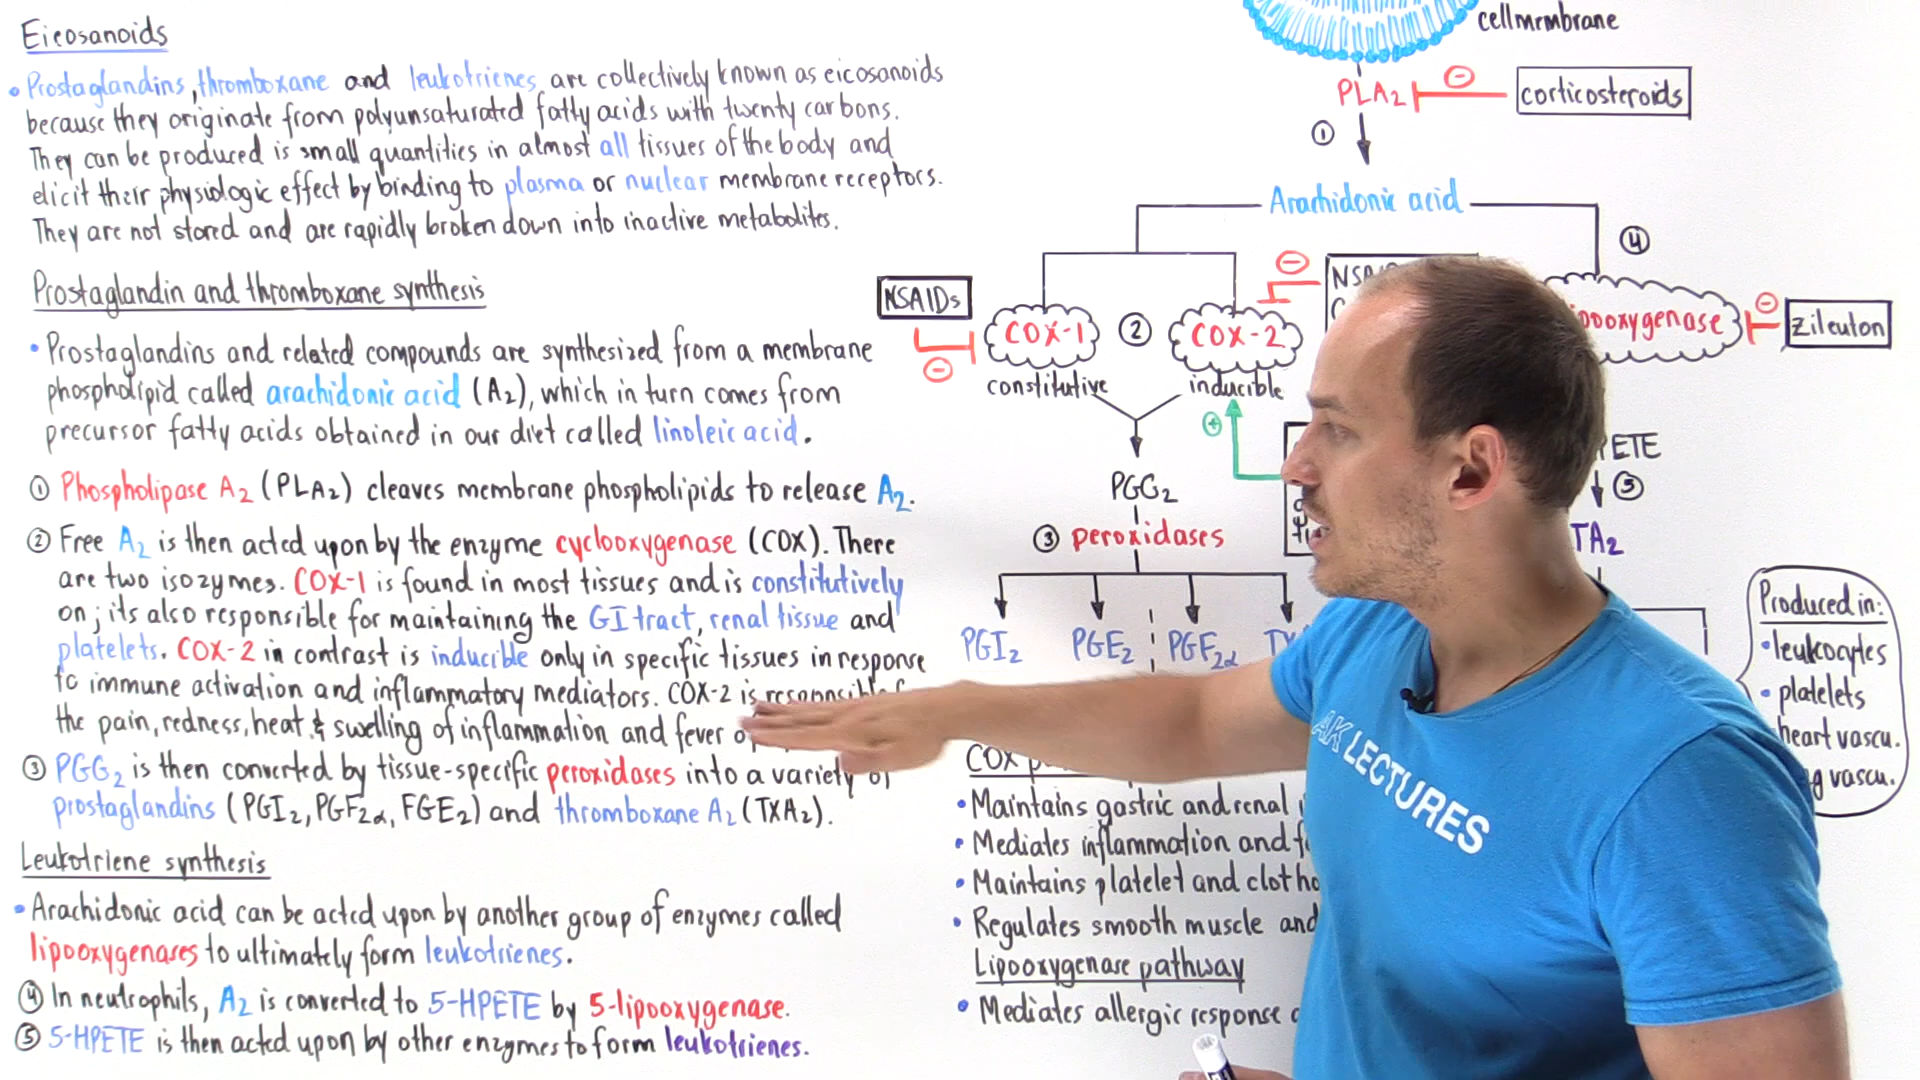 Eicosanoids
• Prostaglandins, thromboxane and leukotrienes are collectively known as eicosanoids
because they originate from polyunsaturated fatty acids with twenty carbons.
They can be produced is small quantities in almost all tissues of the body and
elicit their physiologic effect by binding to plasma or nuclear membrane receptors.
They are not stored and are rapidly broken down into inactive metabolites.
Prostaglandin and thromboxane synthesis
• Prostaglandins and related compounds are synthesized from a membrane
phospholipid called arachidonic acid (A2), which in turn comes from
precursor fatty acids obtained in our diet called linoleic acid.
① Phospholipase A2 (PLA2) cleaves membrane phospholipids to release A2.
② Free A2 is then acted upon by the enzyme cyclooxygenase (COX). There
are two isozymes. COX-1 is found in most tissues and is constitutively
on; its also responsible for maintaining the GI tract, renal tissue and
platelets. COX-2 in contrast is inducible only in specific tissues in response
to immune activation and inflammatory mediators. COX-2 is
the pain, redness, heat & swelling of inflammation and fever
③ PGG2 is then converted by tissue-specific peroxidases into a variety of
prostaglandins (PGI2, PGF2α, FGE2) and thromboxane A2 (TXA2).
Leukotriene synthesis
• Arachidonic acid can be acted upon by another group of enzymes called
lipooxygenares to ultimately form leukotrienes.
④ In neutrophils, A2 is converted to 5-HPETE by 5-lipooxygenase.
⑤ 5-HPETE is then acted upon by other enzymes to form leukotrienes.
cell membrane
PLA2
⊖
corticosteroids
①
Arachidonic acid
④
NSAIDs
⊖
COX-1
constitutive
②
COX-2
inducible
⊖
⊕
pooxygenase
⊖
zileuton
PGG2
ETE
③ peroxidases
⑤
TA2
PGI2
PGE2
PGF2α
Maintains gastric and renal
• Mediates inflammation and
• Maintains platelet and clot
• Regulates smooth muscle and
Lipooxygenase pathway
• Mediates allergic response
Produced in:
• leukocytes
• platelets
heart vascu.
vascu.
AK LECTURES